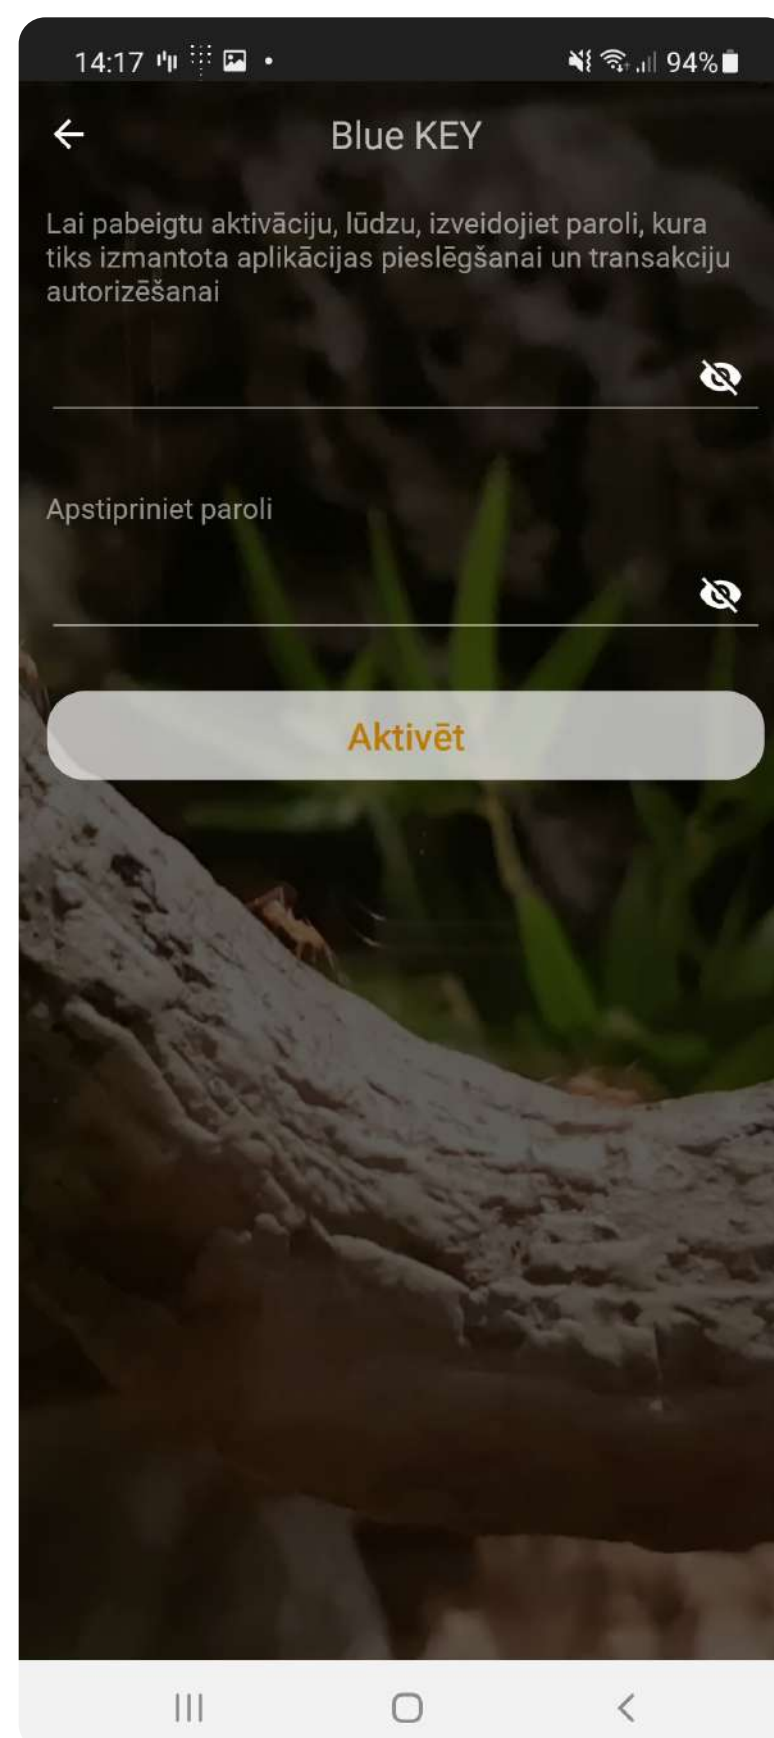 14:17
94%
Blue KEY
Lai pabeigtu aktivāciju, lūdzu, izveidojiet paroli, kura
tiks izmantota aplikācijas pieslēgšanai un transakciju
autorizēšanai
Apstipriniet paroli
Aktivēt